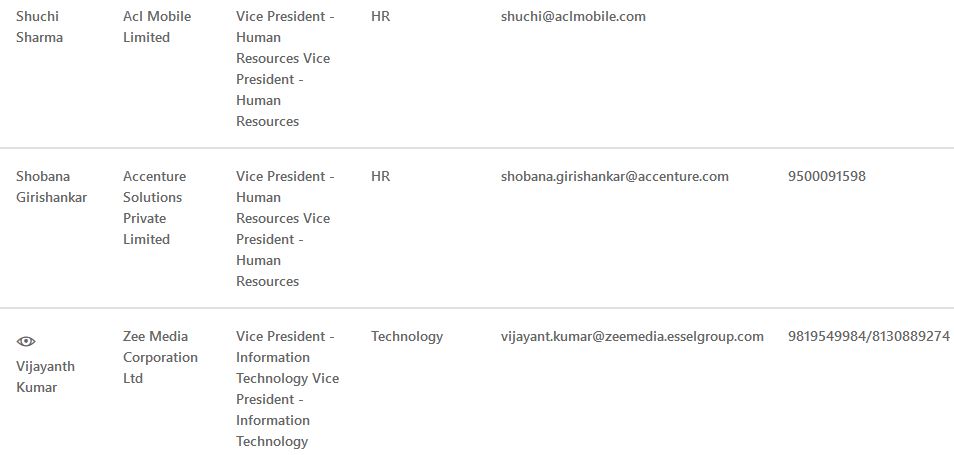 Shuchi Sharma
Acl Mobile Limited
Vice President - Human Resources Vice President - Human Resources
HR
shuchi@aclmobile.com
Shobana Girishankar
Accenture Solutions Private Limited
Vice President - Human Resources Vice President - Human Resources
HR
shobana.girishankar@accenture.com
9500091598
Vijayanth Kumar
Zee Media Corporation Ltd
Vice President - Information Technology Vice President - Information Technology
Technology
vijayant.kumar@zeemedia.esselgroup.com
9819549984/8130889274